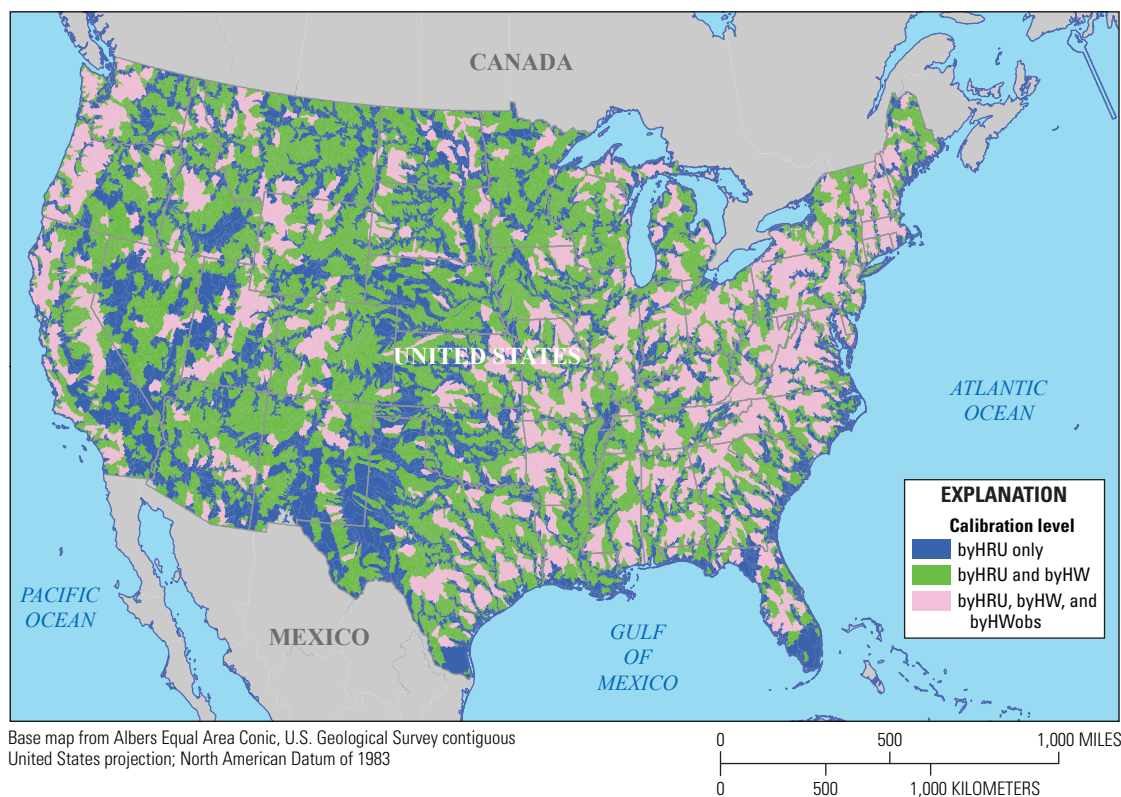 CANADA
UNITED STATES
ATLANTIC
OCEAN
EXPLANATION
Calibration level
byHRU only
byHRU and byHW
byHRU, byHW, and
byHWobs
PACIFIC
OCEAN
MEXICO
GULF
OF
MEXICO
Base map from Albers Equal Area Conic, U.S. Geological Survey contiguous
United States projection; North American Datum of 1983
0 500 1,000 MILES
0 500 1,000 KILOMETERS